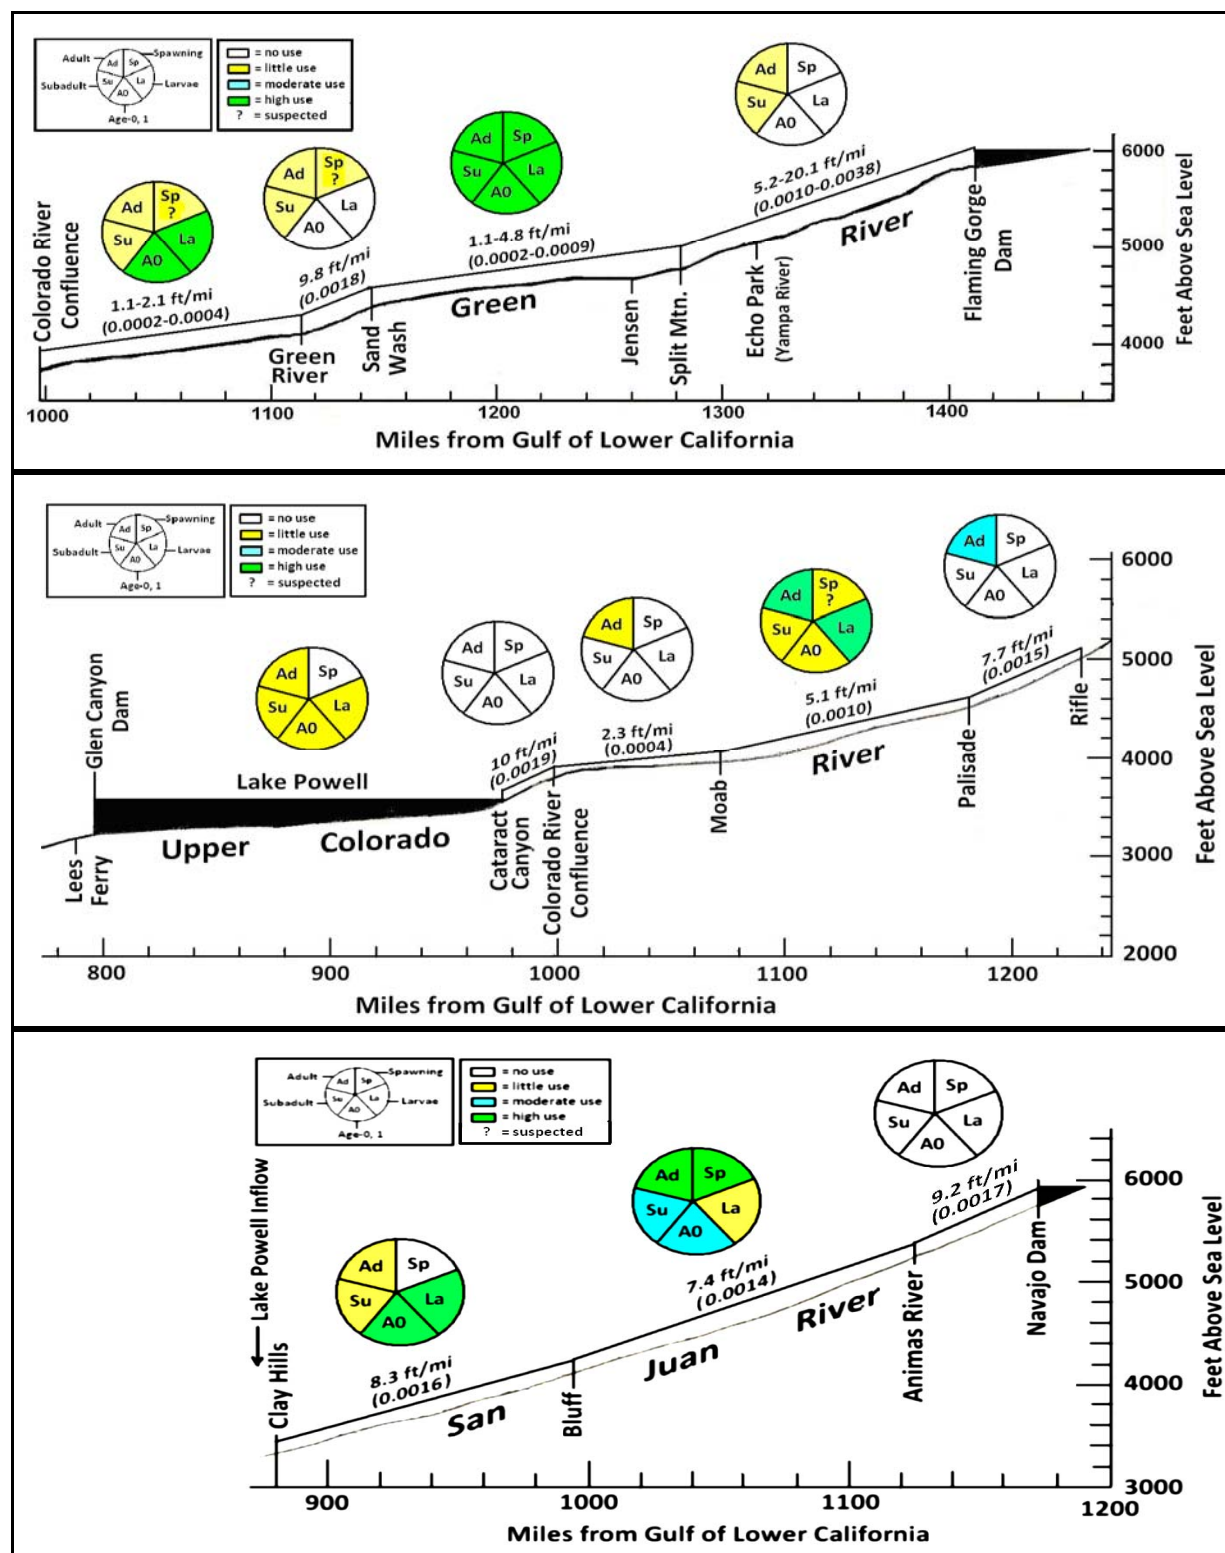 Adult
Spawning
Ad
Sp
Su
La
A0
Subadult
Larvae
Age-0, 1
= no use
= little use
= moderate use
= high use
? = suspected
Ad
Sp
Su
La
A0
Ad
Sp
Su
La
A0
Ad
Sp
?
Su
La
A0
Ad
Sp
?
Su
La
A0
Colorado River
Confluence
1.1-2.1 ft/mi
(0.0002-0.0004)
9.8 ft/mi
(0.0018)
1.1-4.8 ft/mi
(0.0002-0.0009)
5.2-20.1 ft/mi
(0.0010-0.0038)
Green
River
Green
River
Sand
Wash
Jensen
Split Mtn.
Echo Park
(Yampa River)
Flaming Gorge
Dam
6000
5000
4000
Feet Above Sea Level
1000
1100
1200
1300
1400
Miles from Gulf of Lower California
Adult
Spawning
Ad
Sp
Su
La
A0
Subadult
Larvae
Age-0, 1
= no use
= little use
= moderate use
= high use
? = suspected
Ad
Sp
Su
La
A0
Ad
Sp
?
Su
La
A0
Ad
Sp
Su
La
A0
Ad
Sp
Su
La
A0
Ad
Sp
Su
La
A0
Glen Canyon
Dam
Lake Powell
10 ft/mi
(0.0019)
2.3 ft/mi
(0.0004)
5.1 ft/mi
(0.0010)
7.7 ft/mi
(0.0015)
Upper
Colorado
River
Lees
Ferry
Cataract
Canyon
Colorado River
Confluence
Moab
Palisade
Rifle
6000
5000
4000
3000
2000
Feet Above Sea Level
800
900
1000
1100
1200
Miles from Gulf of Lower California
Adult
Spawning
Ad
Sp
Su
La
A0
Subadult
Larvae
Age-0, 1
= no use
= little use
= moderate use
= high use
? = suspected
Ad
Sp
Su
La
A0
Ad
Sp
Su
La
A0
Ad
Sp
Su
La
A0
Lake Powell Inflow
Clay Hills
8.3 ft/mi
(0.0016)
7.4 ft/mi
(0.0014)
9.2 ft/mi
(0.0017)
San
Juan
River
Bluff
Animas River
Navajo Dam
6000
5000
4000
3000
Feet Above Sea Level
900
1000
1100
1200
Miles from Gulf of Lower California